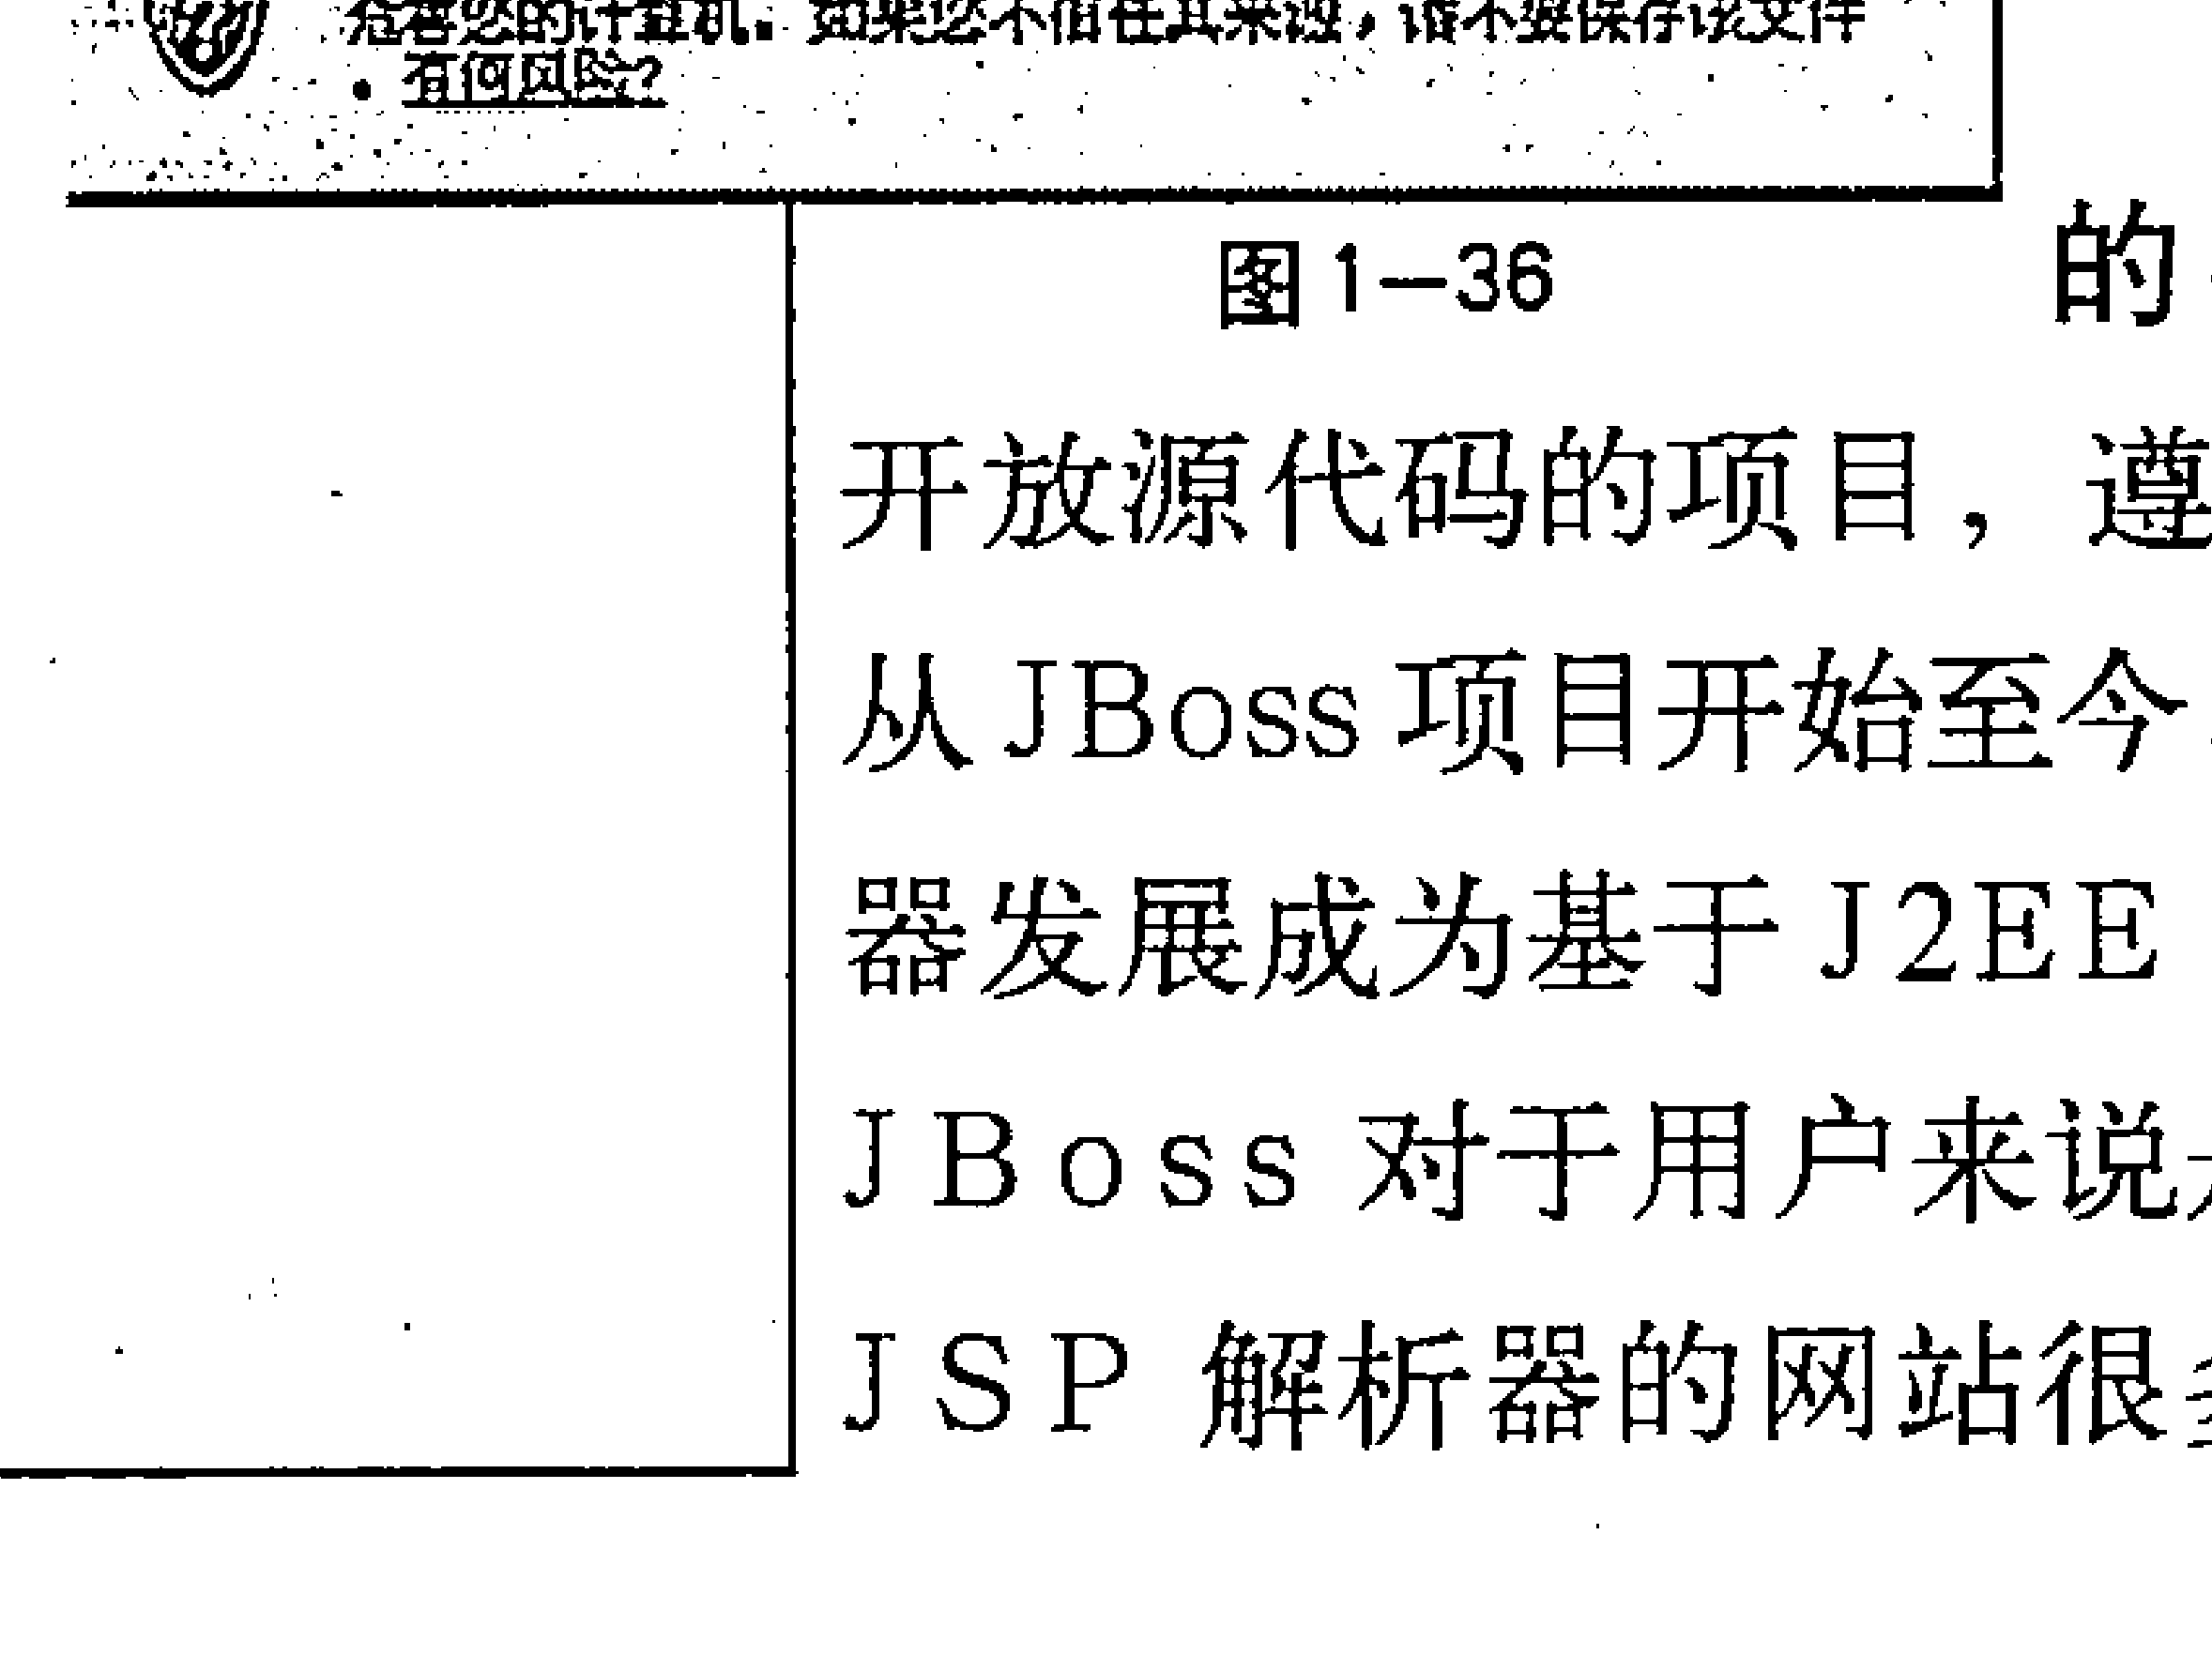 危害您的计算机。如果您不信任其来源,请不要保存该文件
。有何风险?
图1-36
的
开放源代码的项目,遵
从JBoss项目开始至今
器发展成为基于J2EE
JBoss对于用户来说
JSP 解析器的网站很